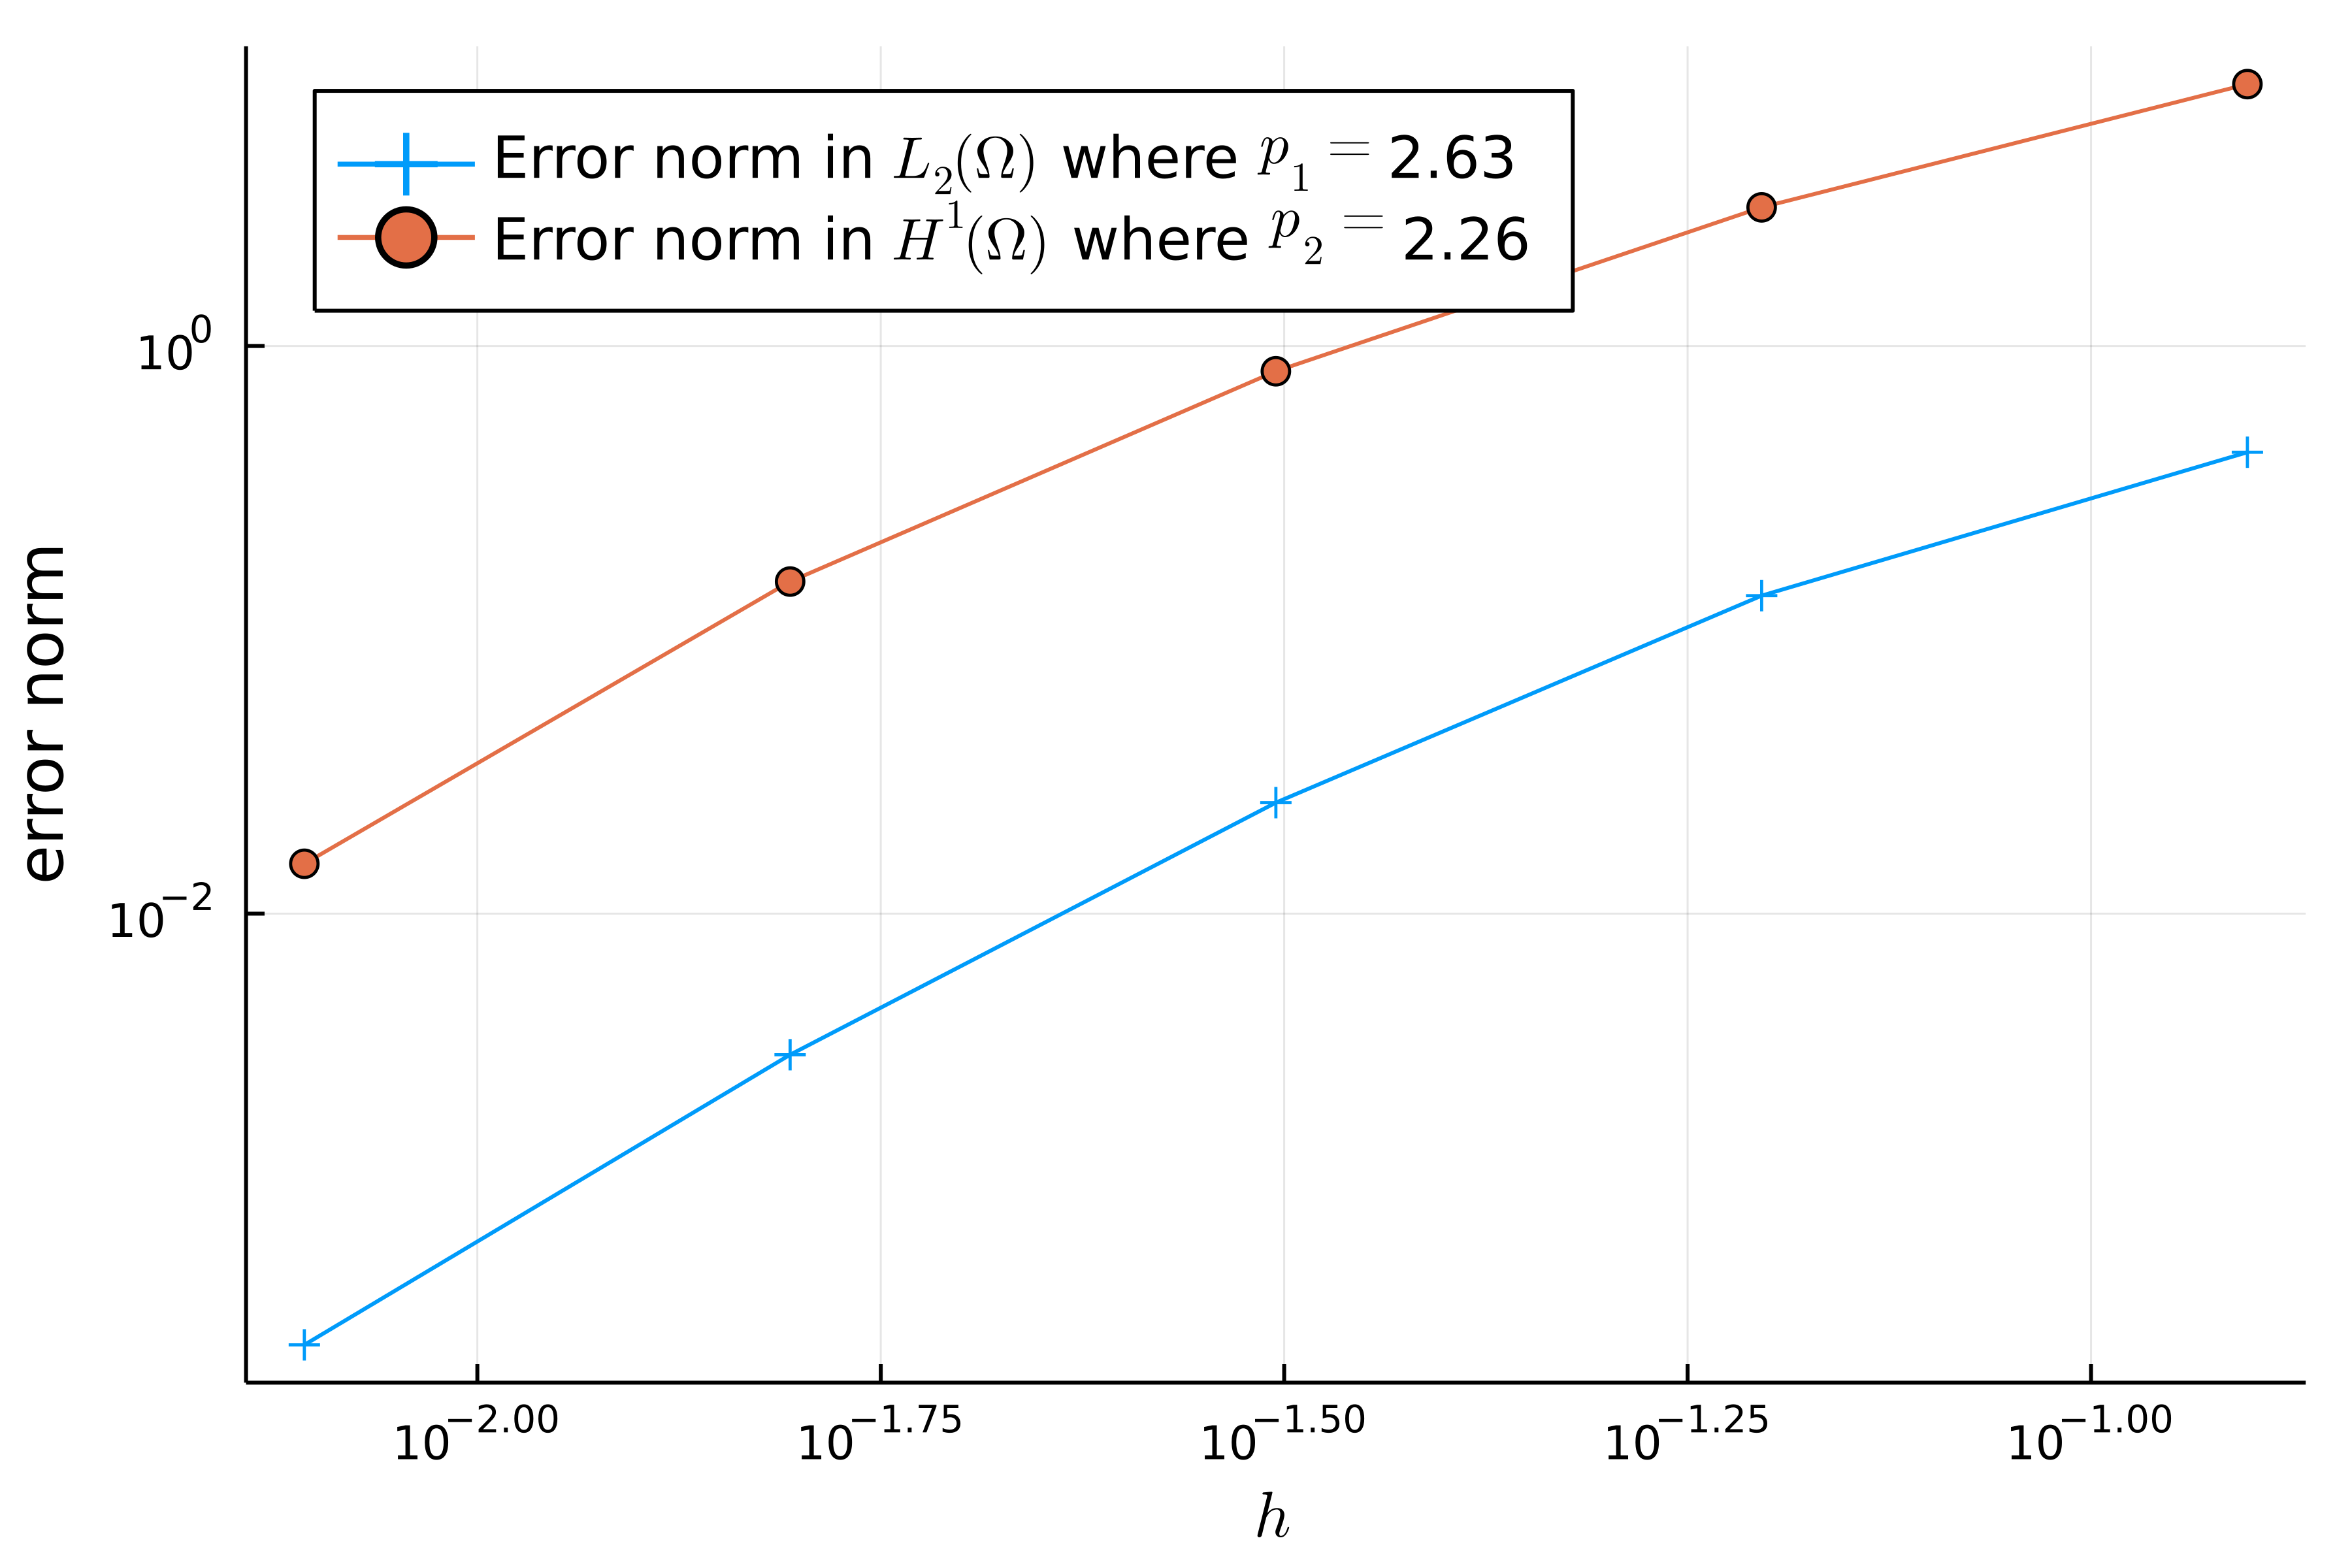 Error norm in L₂(Ω) where p₁ = 2.63
Error norm in H¹(Ω) where p₂ = 2.26
10⁰
10⁻²
error norm
10⁻²·⁰⁰ 10⁻¹·⁷⁵ 10⁻¹·⁵⁰ 10⁻¹·²⁵ 10⁻¹·⁰⁰
h